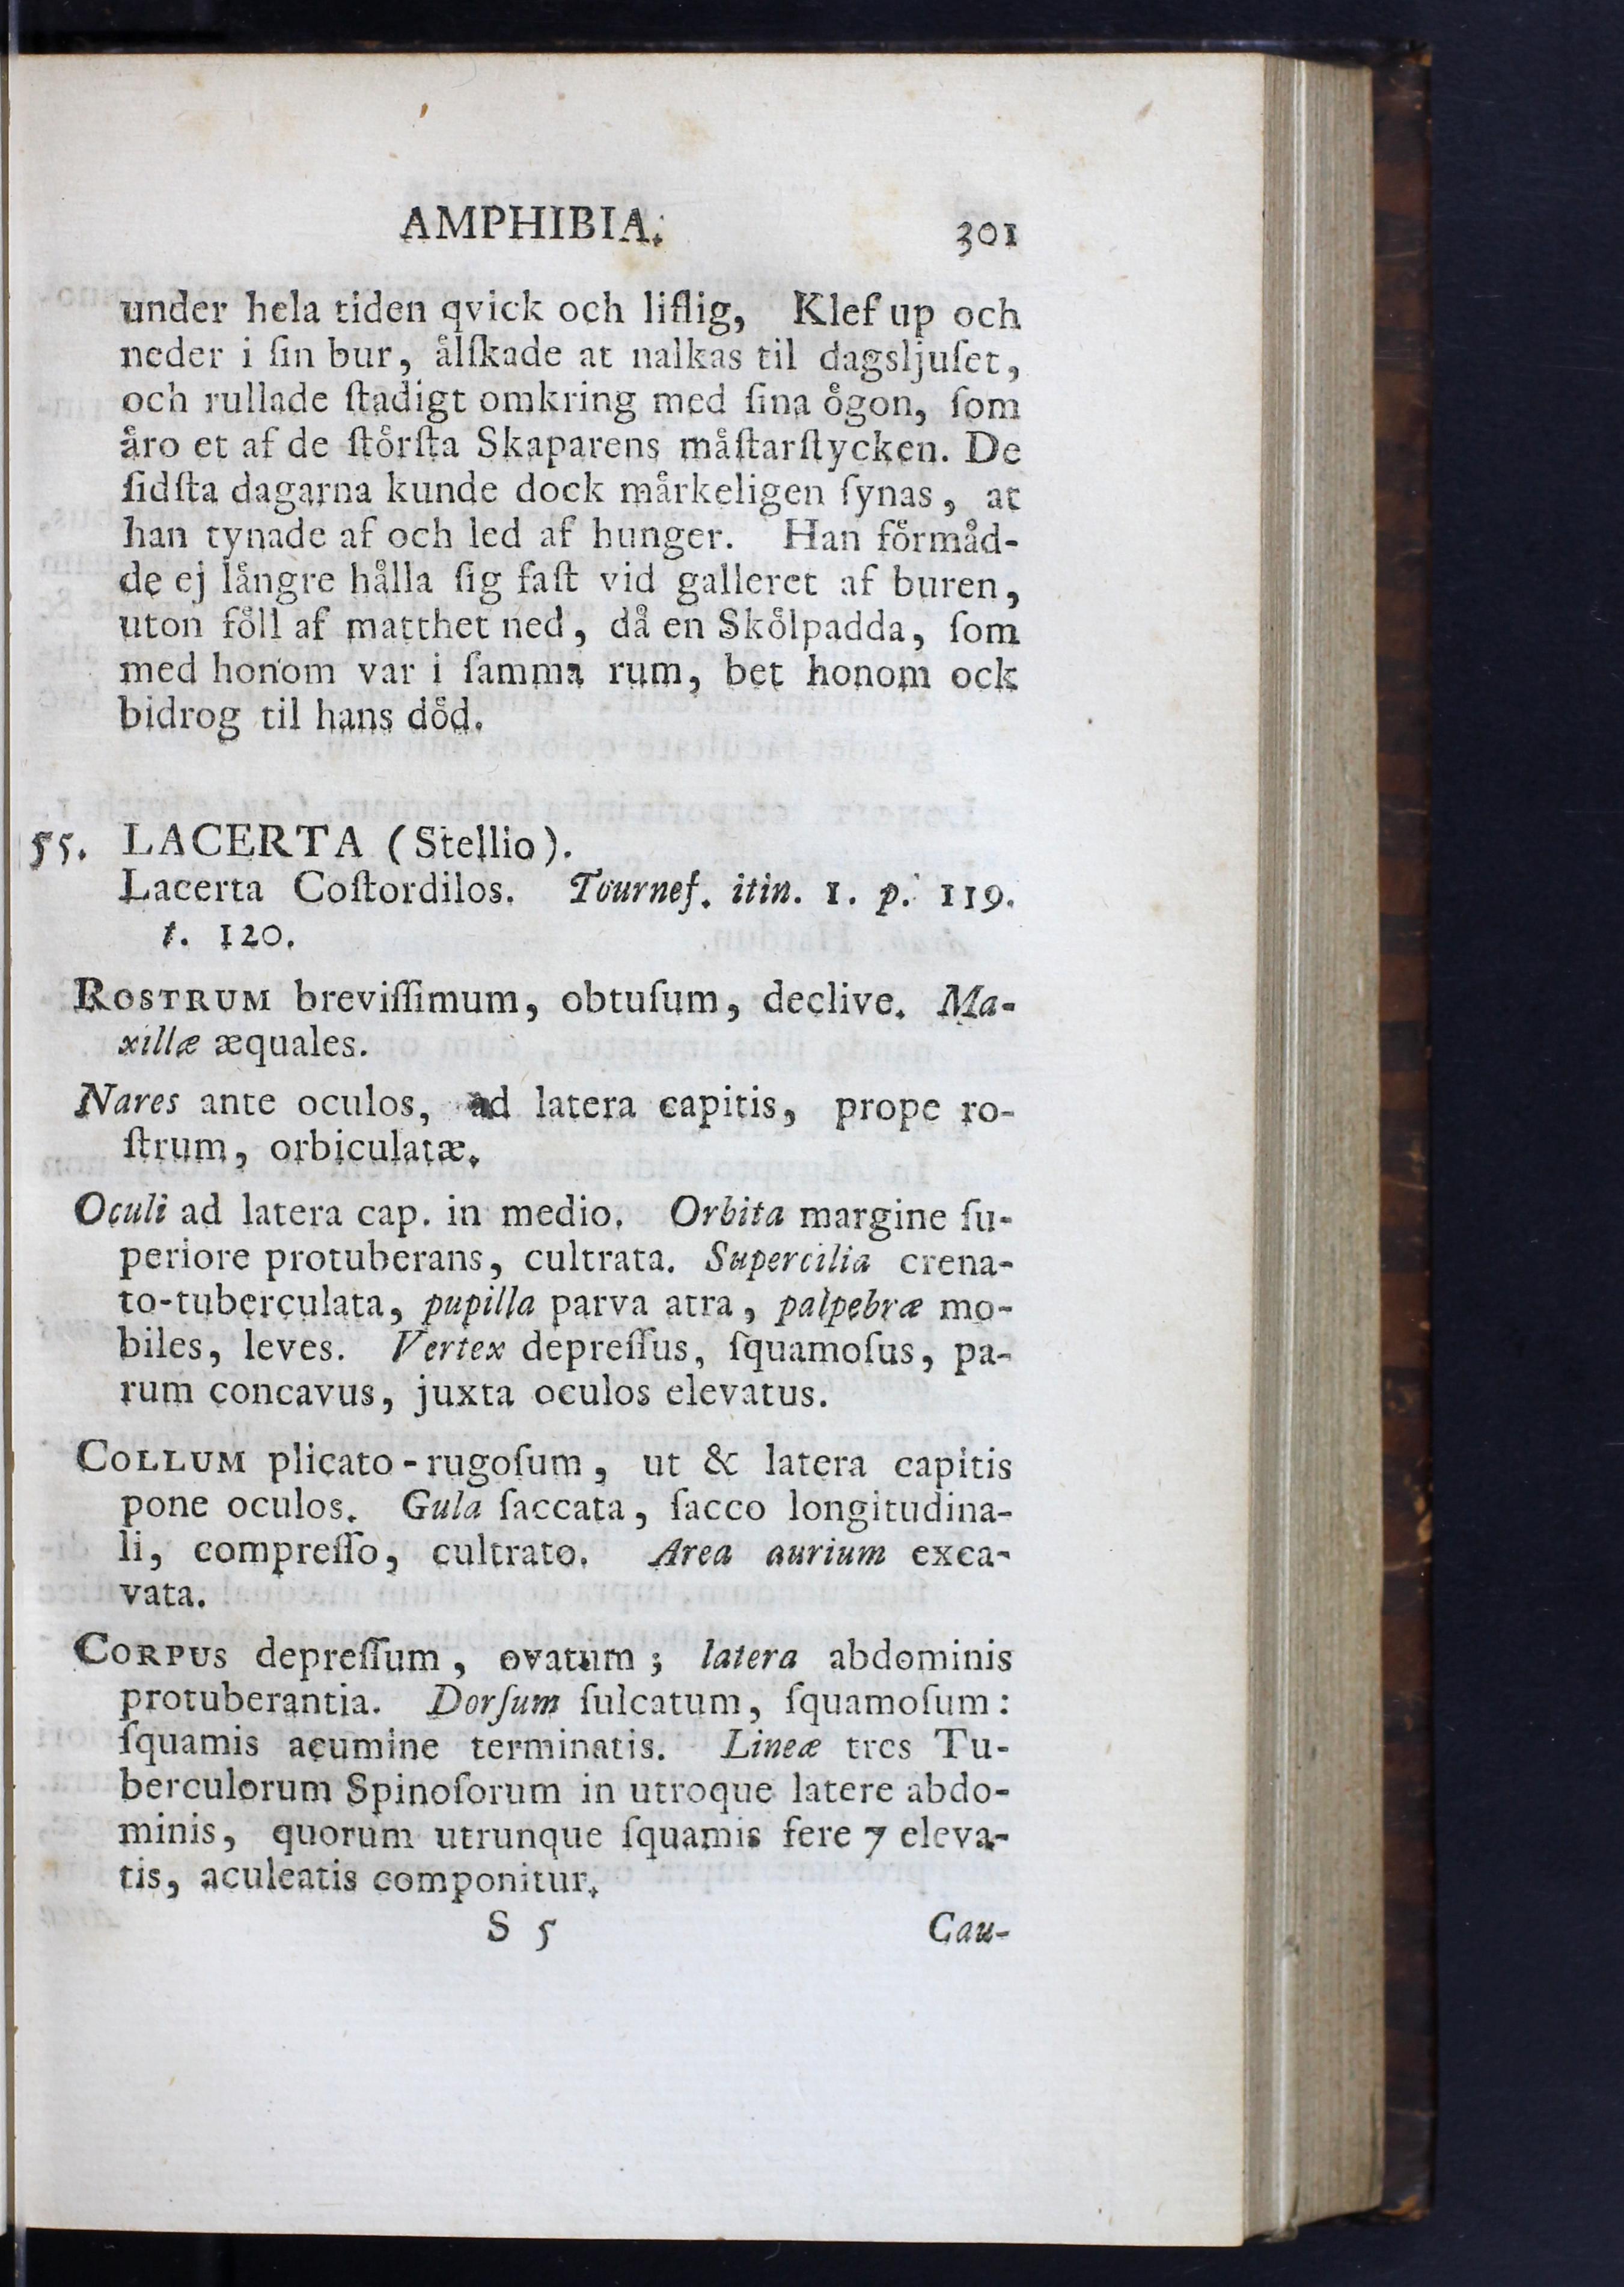 AMPHIBIA. 301
under hela tiden qvick och liflig, Klef up och
neder i ſin bur, ålſkade at nalkas til dagsljuſet,
och rullade ſtadigt omkring med ſina ögon, ſom
åro et af de ſtörſta Skaparens måſtarſtycken. De
ſidſta dagarna kunde dock mårkeligen ſynas, at
han tynade af och led af hunger. Han förmåd-
de ej långre hålla ſig faſt vid galleret af buren,
uton föll af matthet ned, då en Skölpadda, ſom
med honom var i ſamma rum, bet honom ock
bidrog til hans död.
55. LACERTA (Stellio).
Lacerta Coſtordilos. Tournef. itin. 1. p. 119.
t. 120.
ROSTRUM breviſſimum, obtuſum, declive. Ma-
xillæ æquales.
Nares ante oculos, ad latera capitis, prope ro-
ſtrum, orbiculatæ.
Oculi ad latera cap. in medio. Orbita margine ſu-
periore protuberans, cultrata. Supercilia crena-
to-tuberculata, pupilla parva atra, palpebræ mo-
biles, leves. Vertex depreſſus, ſquamoſus, pa-
rum concavus, juxta oculos elevatus.
COLLUM plicato-rugoſum, ut & latera capitis
pone oculos. Gula ſaccata, ſacco longitudina-
li, compreſſo, cultrato. Area aurium exca-
vata.
CORPUS depreſſum, ovatum; latera abdominis
protuberantia. Dorſum ſulcatum, ſquamoſum:
ſquamis acumine terminatis. Lineæ tres Tu-
berculorum Spinoſorum in utroque latere abdo-
minis, quorum utrunque ſquamis fere 7 eleva-
tis, aculeatis componitur.
S 5 Cau-